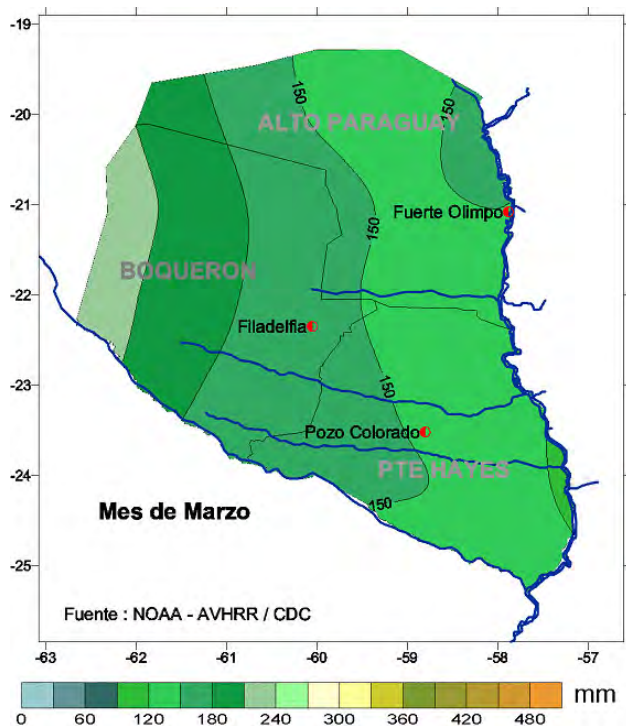 -19
-20
-21
-22
-23
-24
-25
150
150
ALTO PARAGUAY
Fuerte Olimpo
150
BOQUERON
Filadelfia
150
Pozo Colorado
PTE HAYES
150
Mes de Marzo
Fuente : NOAA - AVHRR / CDC
-63 -62 -61 -60 -59 -58 -57
mm
0 60 120 180 240 300 360 420 480